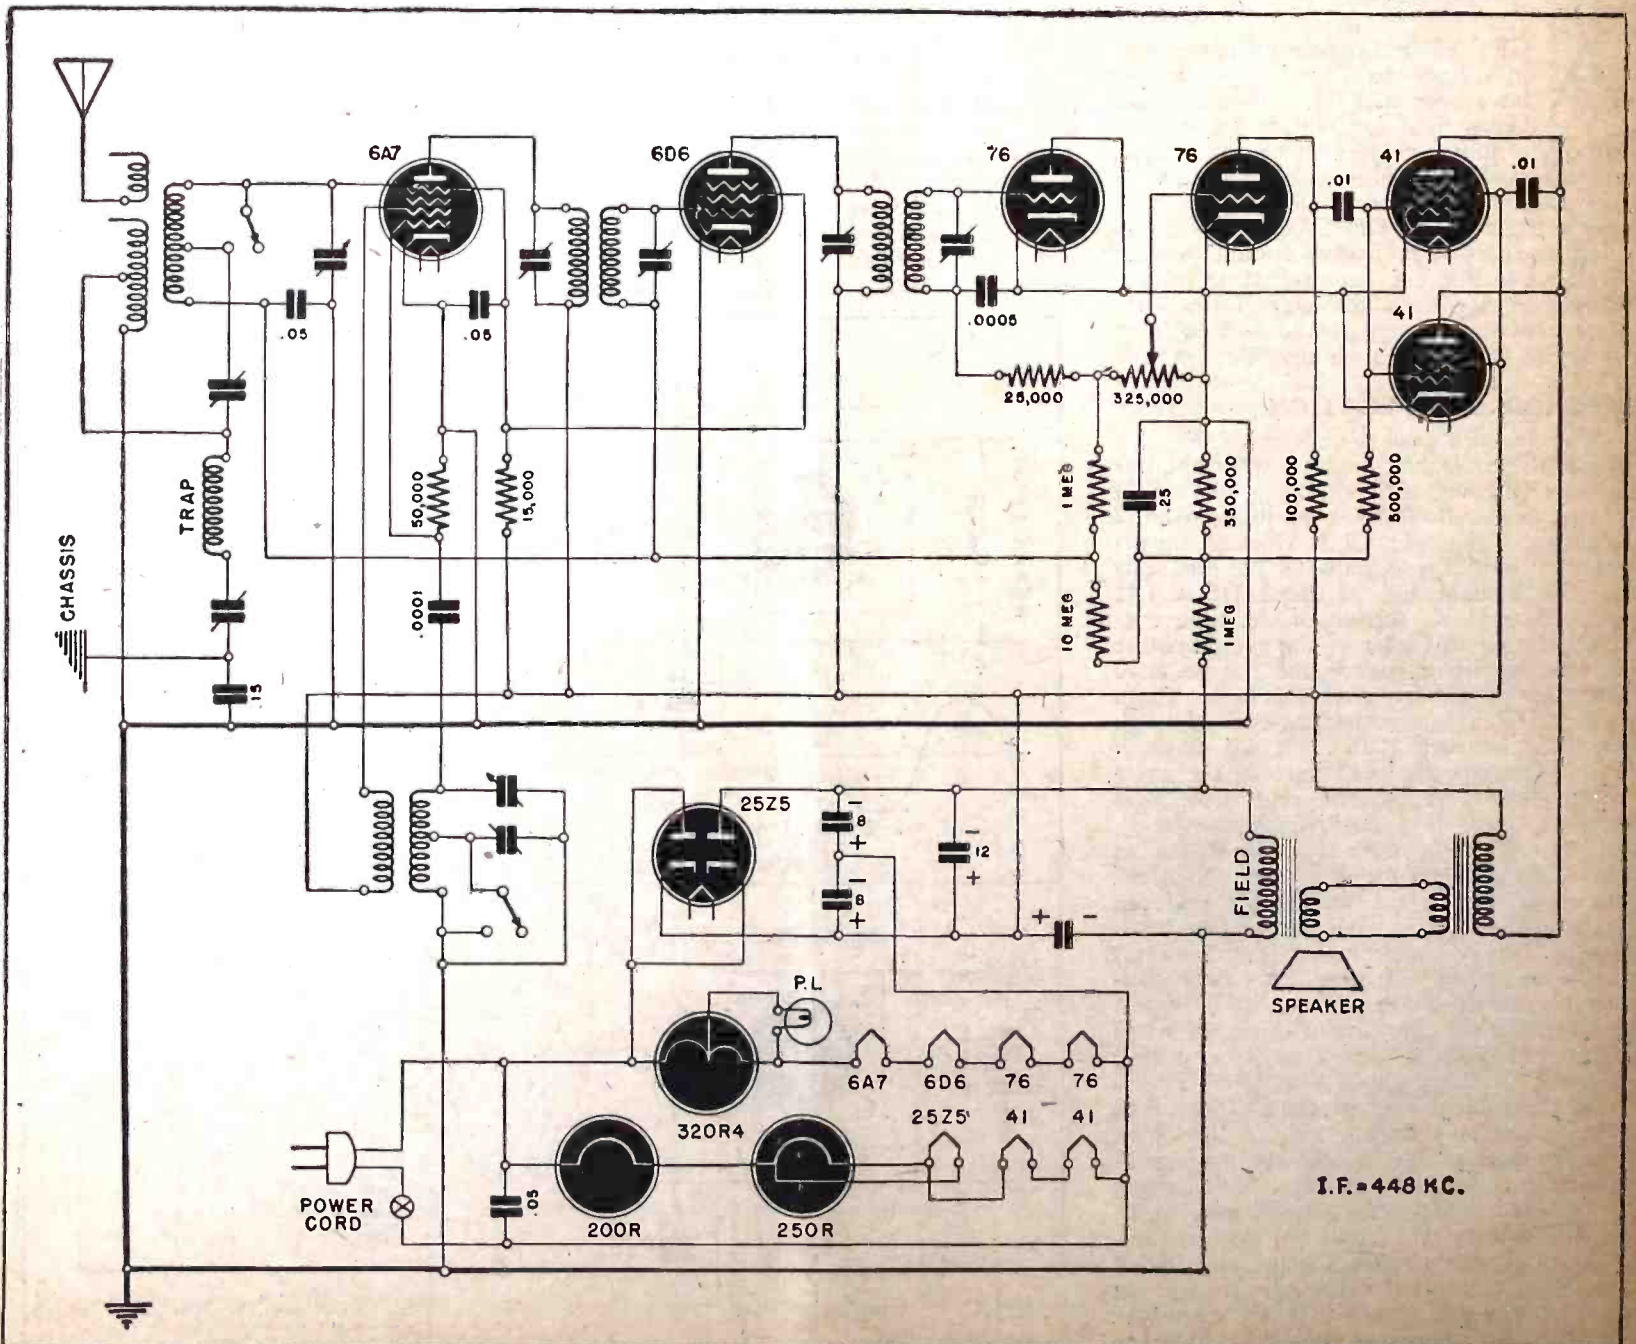 6A7
6D6
76
76
41
.01
.01
.05
.05
.0005
41
25,000
325,000
TRAP
50,000
15,000
1 MEG
.25
350,000
100,000
500,000
CHASSIS
.0001
10 MEG
1MEG
.15
25Z5
8
12
8
FIELD
SPEAKER
P.L.
6A7
6D6
76
76
320R4
25Z5
41
41
POWER
CORD
.05
200R
250R
I.F.=448 KC.